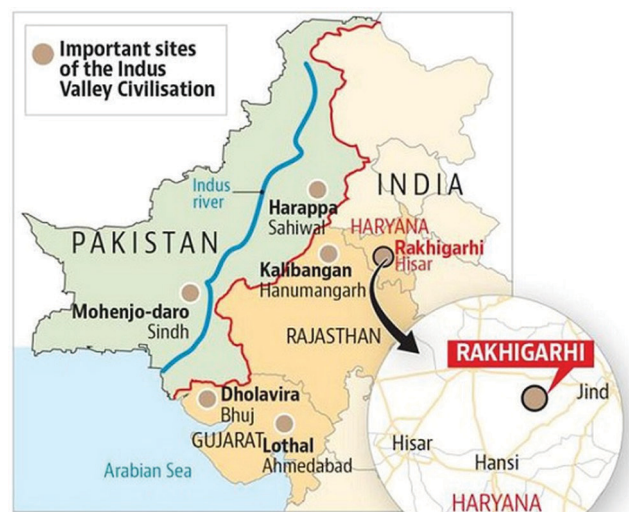 Important sites
of the Indus
Valley Civilisation
Indus
river
INDIA
Harappa
Sahiwal
HARYANA
PAKISTAN
Rakhigarhi
Hisar
Kalibangan
Hanumangarh
Mohenjo-daro
Sindh
RAJASTHAN
RAKHIGARHI
Dholavira
Bhuj
Jind
GUJARAT
Lothal
Ahmedabad
Hisar
Arabian Sea
Hansi
HARYANA